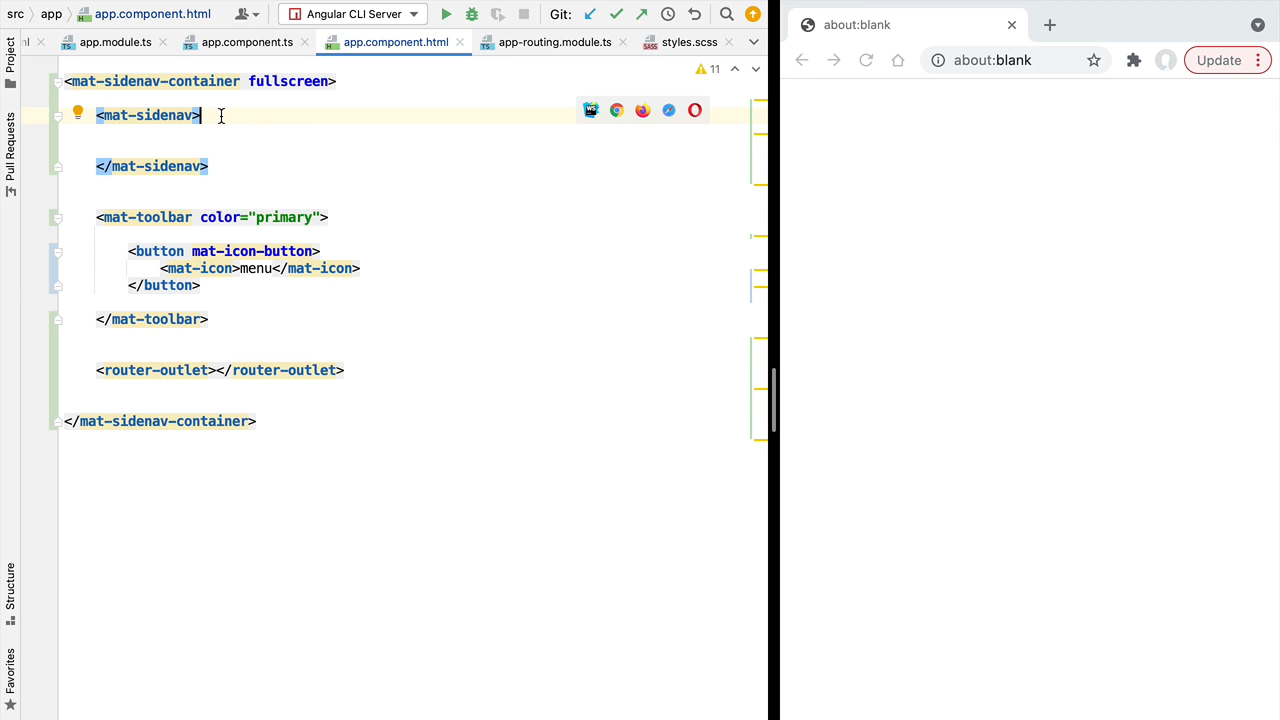 src app app.component.html Angular CLI Server Git:
app.module.ts app.component.ts app.component.html app-routing.module.ts styles.scss
Project
Pull Requests
Structure
Favorites
11
<mat-sidenav-container fullscreen>
<mat-sidenav>
</mat-sidenav>
<mat-toolbar color="primary">
<button mat-icon-button>
<mat-icon>menu</mat-icon>
</button>
</mat-toolbar>
<router-outlet></router-outlet>
</mat-sidenav-container>
about:blank
about:blank
Update